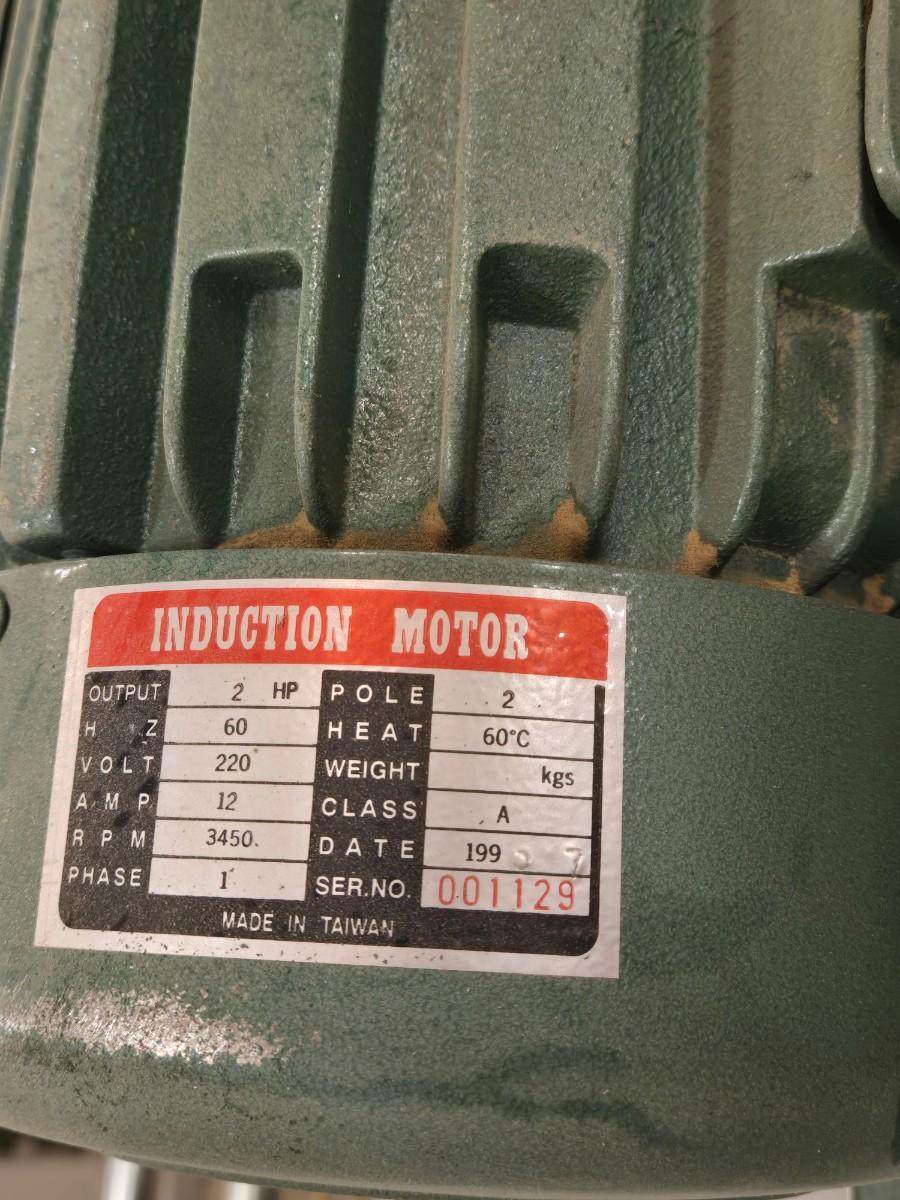 INDUCTION MOTOR
OUTPUT 2 HP POLE 2
HZ 60 HEAT 60°C
VOLT 220 WEIGHT kgs
AMP 12 CLASS A
RPM 3450 DATE 199
PHASE 1 SER.NO. 001129
MADE IN TAIWAN